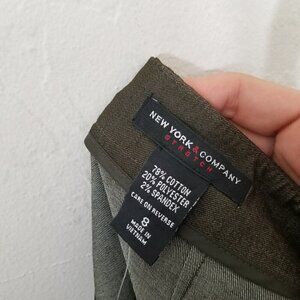 NEW YORK & COMPANY
STRETCH
78% COTTON
20% POLYESTER
2% SPANDEX
CARE ON REVERSE
8
MADE IN
VIETNAM